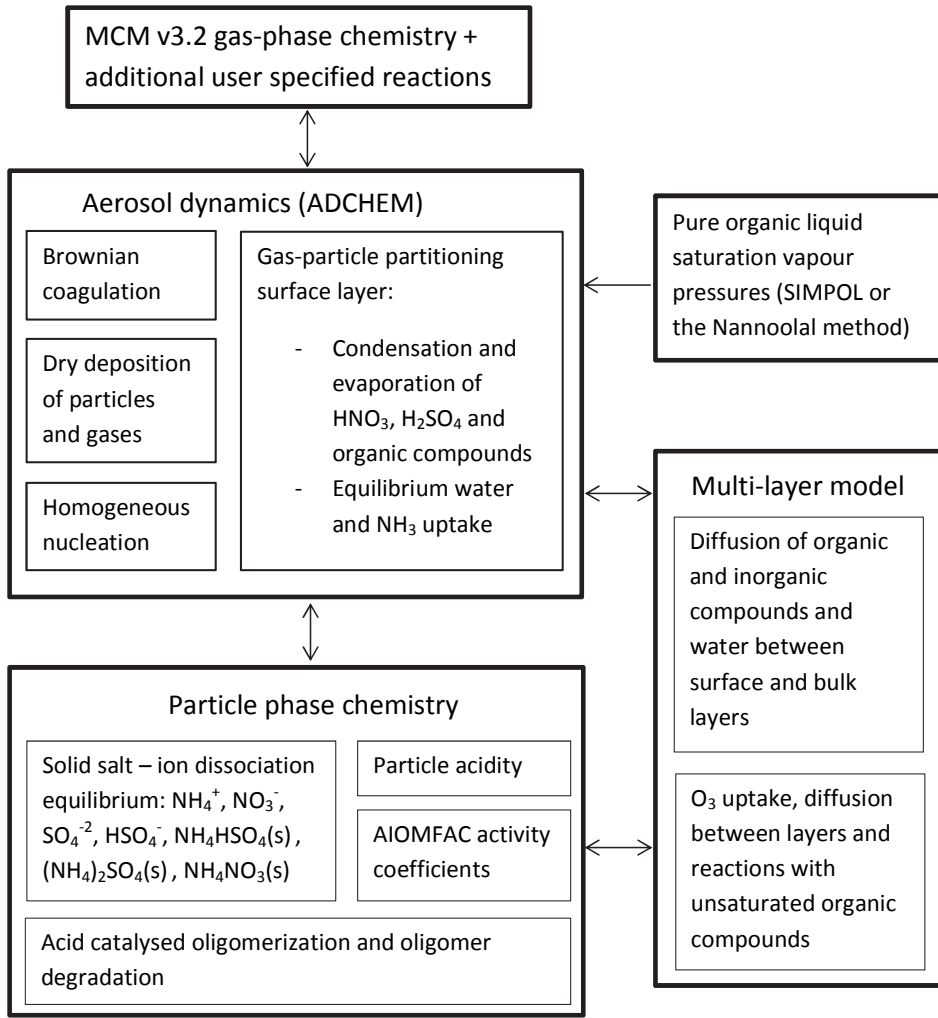 MCM v3.2 gas-phase chemistry +
additional user specified reactions
Aerosol dynamics (ADCHEM)
Brownian
coagulation
Dry deposition
of particles
and gases
Homogeneous
nucleation
Gas-particle partitioning
surface layer:
- Condensation and
evaporation of
HNO₃, H₂SO₄ and
organic compounds
- Equilibrium water
and NH₃ uptake
Pure organic liquid
saturation vapour
pressures (SIMPOL or
the Nannoolal method)
Multi-layer model
Diffusion of organic
and inorganic
compounds and
water between
surface and bulk
layers
O₃ uptake, diffusion
between layers and
reactions with
unsaturated organic
compounds
Particle phase chemistry
Solid salt – ion dissociation
equilibrium: NH₄⁺, NO₃⁻,
SO₄⁻², HSO₄⁻, NH₄HSO₄(s) ,
(NH₄)₂SO₄(s) , NH₄NO₃(s)
Particle acidity
AIOMFAC activity
coefficients
Acid catalysed oligomerization and oligomer
degradation